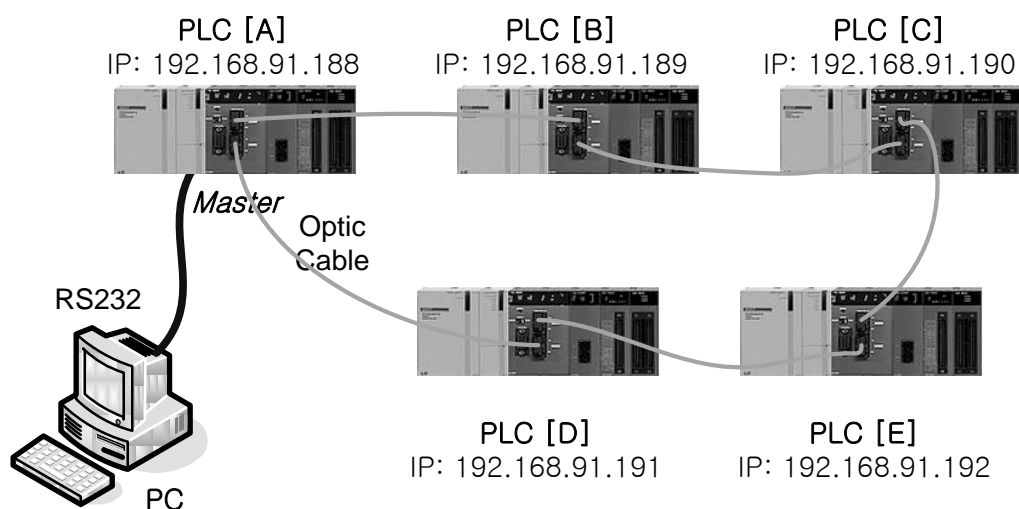 PLC [A]
IP: 192.168.91.188
PLC [B]
IP: 192.168.91.189
PLC [C]
IP: 192.168.91.190
Master
Optic
Cable
RS232
PC
PLC [D]
IP: 192.168.91.191
PLC [E]
IP: 192.168.91.192